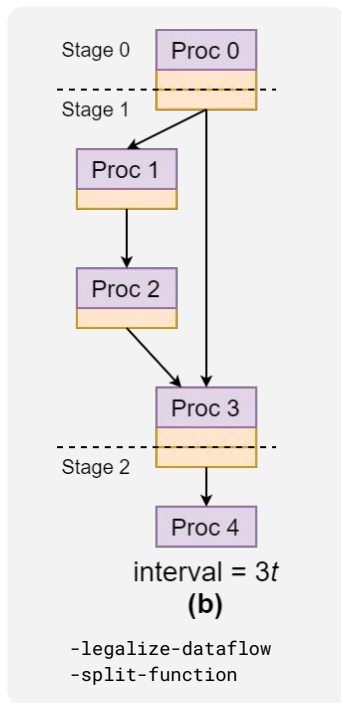 Stage 0
Proc 0
Stage 1
Proc 1
Proc 2
Proc 3
Stage 2
Proc 4
interval = 3t
(b)
-legalize-dataflow
-split-function